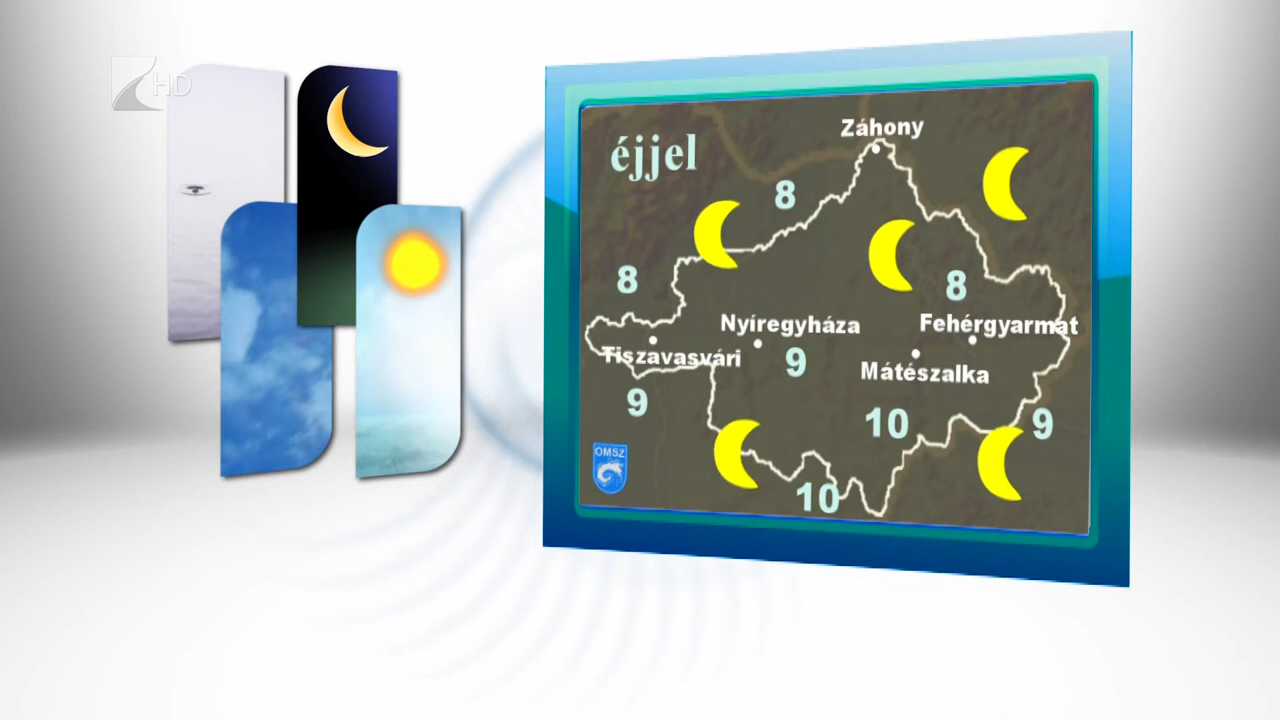 HD
éjjel
Záhony
8
8
8
Nyíregyháza
Fehérgyarmat
Tiszavasvári
9
Mátészalka
9
10
9
OMSZ
10